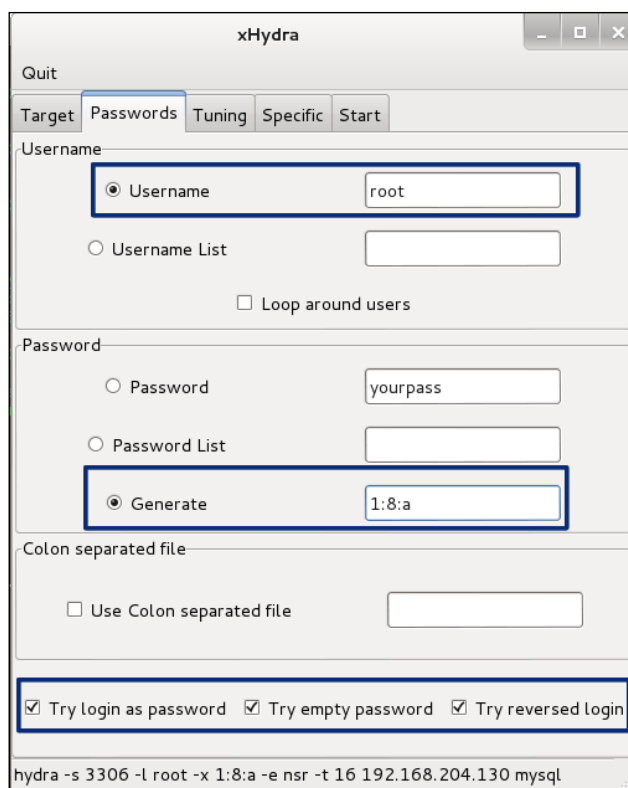 xHydra
Quit
Target Passwords Tuning Specific Start
Username
Username root
Username List
Loop around users
Password
Password yourpass
Password List
Generate 1:8:a
Colon separated file
Use Colon separated file
Try login as password Try empty password Try reversed login
hydra -s 3306 -l root -x 1:8:a -e nsr -t 16 192.168.204.130 mysql